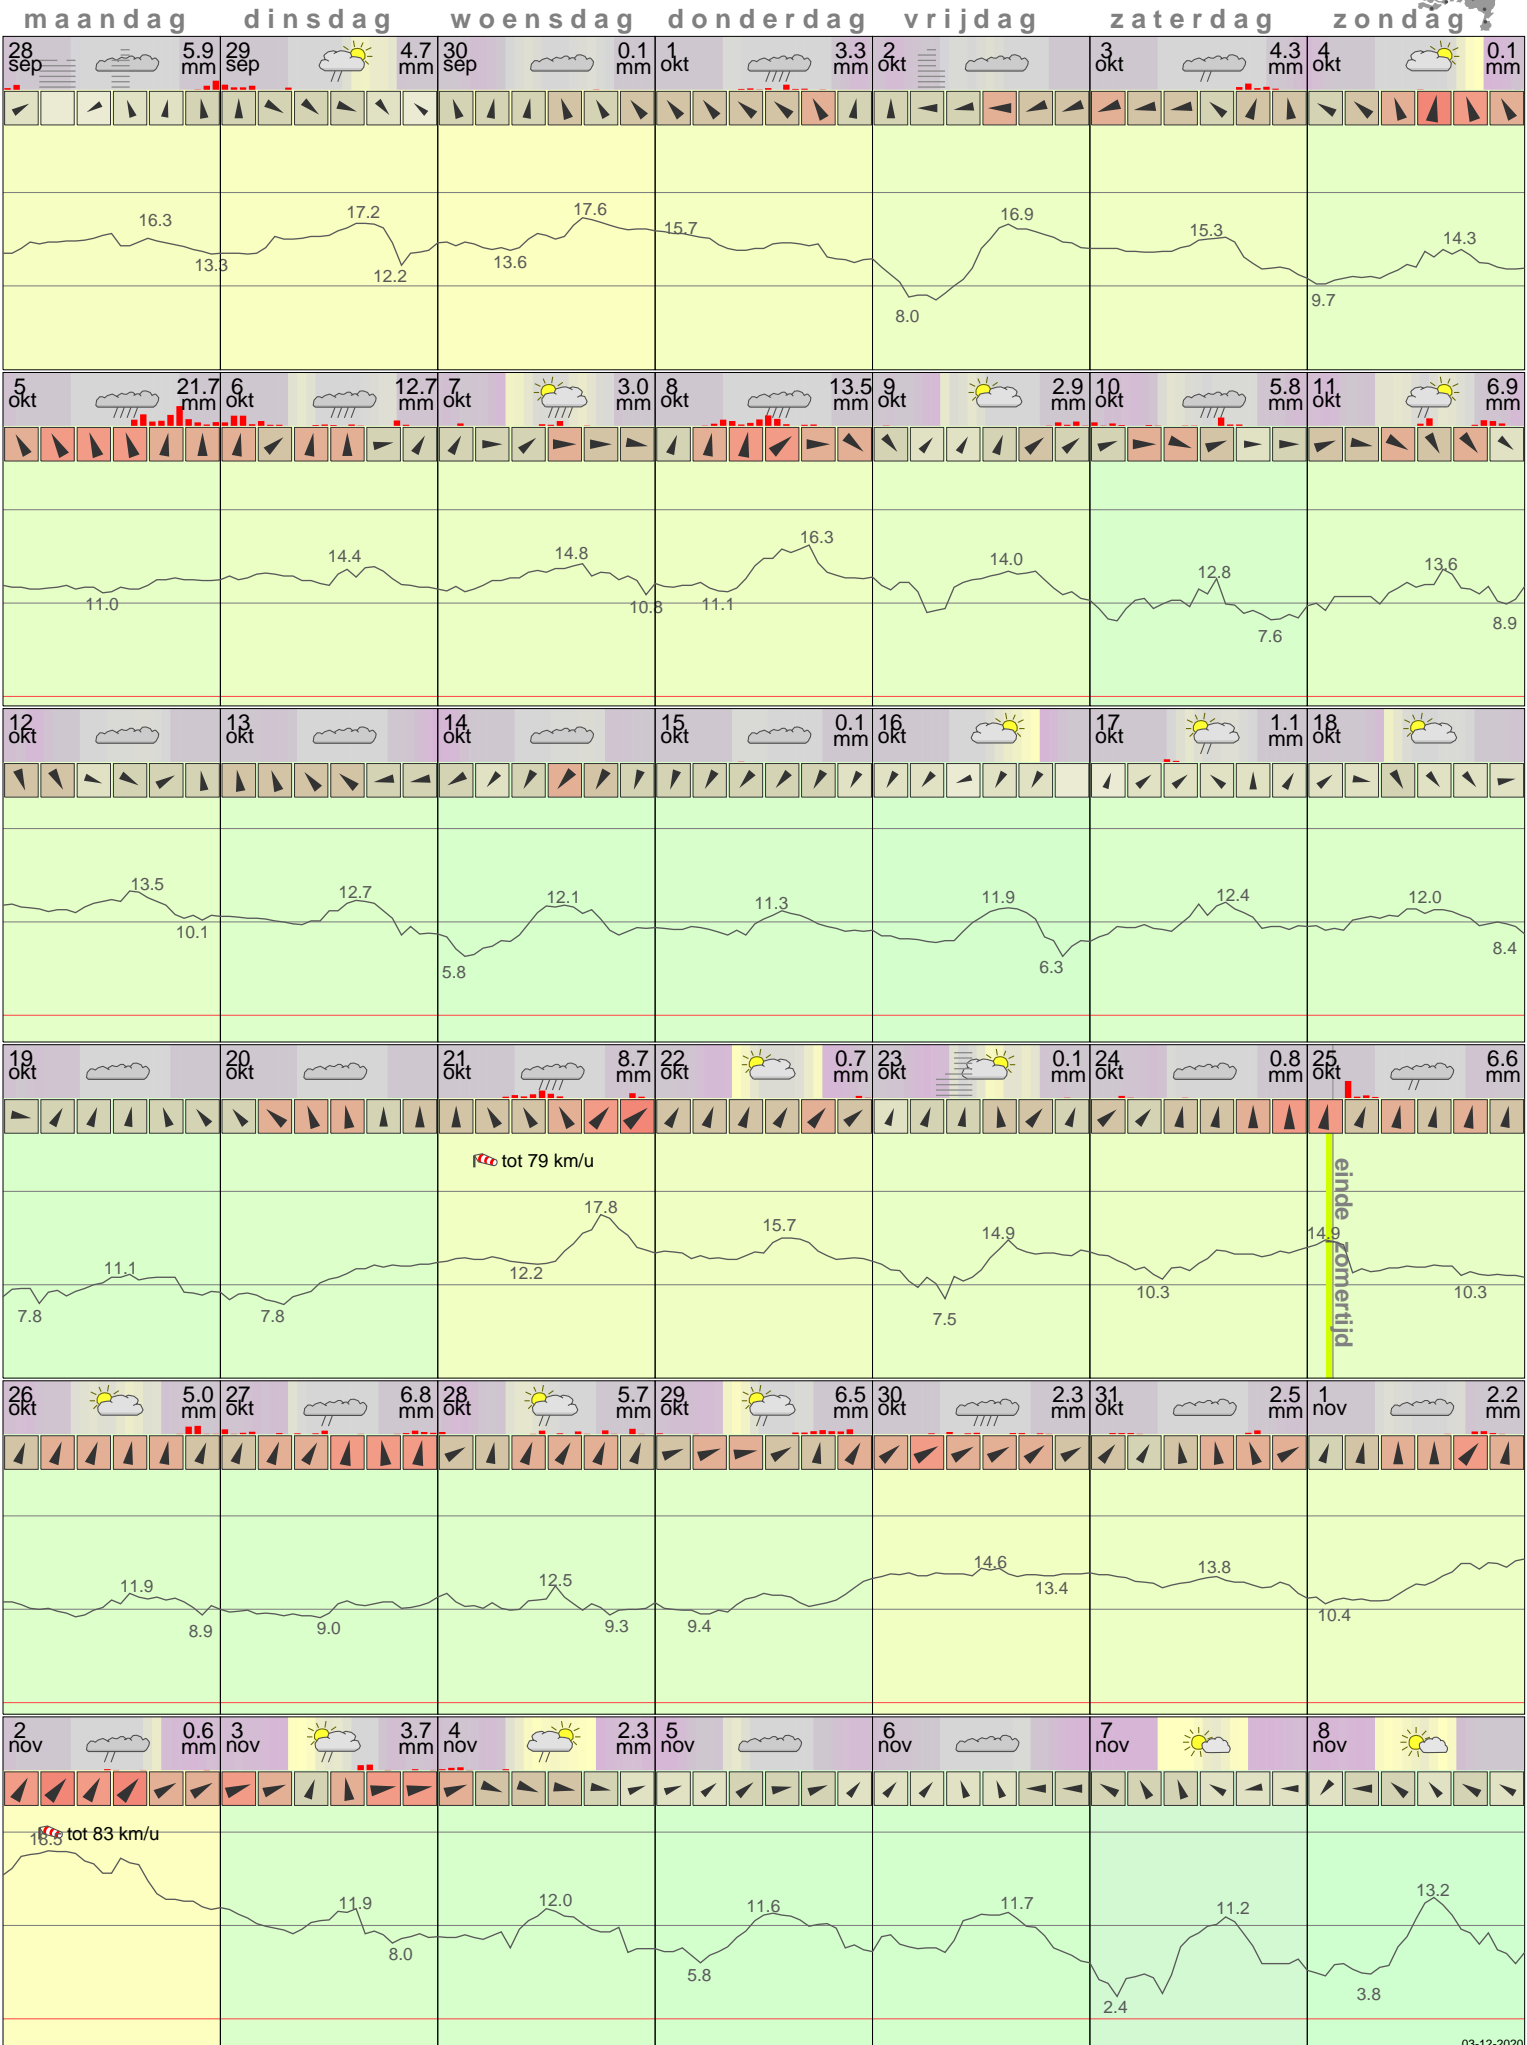 maandag dinsdag woensdag donderdag vrijdag zaterdag zondag
28 sep 5.9 mm 29 sep 4.7 mm 30 sep 0.1 mm 1 okt 3.3 mm 2 okt 3 okt 4.3 mm 4 okt 0.1 mm
16.3 13.3 17.2 12.2 13.6 17.6 15.7 8.0 16.9 15.3 9.7 14.3
5 okt 21.7 mm 6 okt 12.7 mm 7 okt 3.0 mm 8 okt 13.5 mm 9 okt 2.9 mm 10 okt 5.8 mm 11 okt 6.9 mm
11.0 14.4 14.8 10.8 11.1 16.3 14.0 12.8 7.6 13.6 8.9
12 okt 13 okt 14 okt 15 okt 0.1 mm 16 okt 17 okt 1.1 mm 18 okt
13.5 10.1 12.7 5.8 12.1 11.3 11.9 6.3 12.4 12.0 8.4
19 okt 20 okt 21 okt 8.7 mm 22 okt 0.7 mm 23 okt 0.1 mm 24 okt 0.8 mm 25 okt 6.6 mm
tot 79 km/u
7.8 11.1 7.8 12.2 17.8 15.7 7.5 14.9 10.3 14.9 10.3
einde zomertijd
26 okt 5.0 mm 27 okt 6.8 mm 28 okt 5.7 mm 29 okt 6.5 mm 30 okt 2.3 mm 31 okt 2.5 mm 1 nov 2.2 mm
11.9 8.9 9.0 12.5 9.3 9.4 14.6 13.4 13.8 10.4
2 nov 0.6 mm 3 nov 3.7 mm 4 nov 2.3 mm 5 nov 6 nov 7 nov 8 nov
tot 83 km/u
11.9 8.0 12.0 5.8 11.6 11.7 2.4 11.2 3.8 13.2
03-12-2020